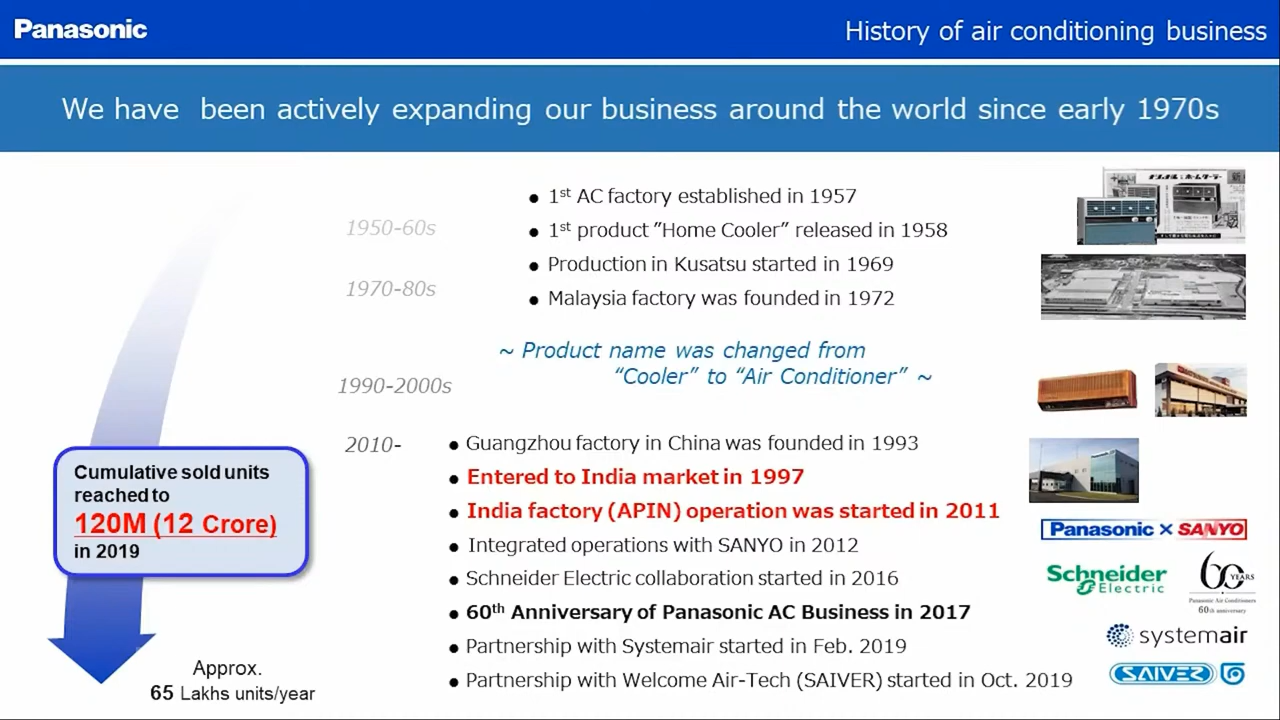 Panasonic
History of air conditioning business
We have been actively expanding our business around the world since early 1970s
1950-60s
1970-80s
1990-2000s
2010-
● 1st AC factory established in 1957
● 1st product ”Home Cooler” released in 1958
● Production in Kusatsu started in 1969
● Malaysia factory was founded in 1972
~ Product name was changed from
“Cooler” to “Air Conditioner” ~
● Guangzhou factory in China was founded in 1993
● Entered to India market in 1997
● India factory (APIN) operation was started in 2011
● Integrated operations with SANYO in 2012
● Schneider Electric collaboration started in 2016
● 60th Anniversary of Panasonic AC Business in 2017
● Partnership with Systemair started in Feb. 2019
● Partnership with Welcome Air-Tech (SAIVER) started in Oct. 2019
Cumulative sold units
reached to
120M (12 Crore)
in 2019
Approx.
65 Lakhs units/year
Panasonic × SANYO
Schneider
Electric
60 YEARS
Panasonic Air Conditioners
60th anniversary
systemair
SAIVER